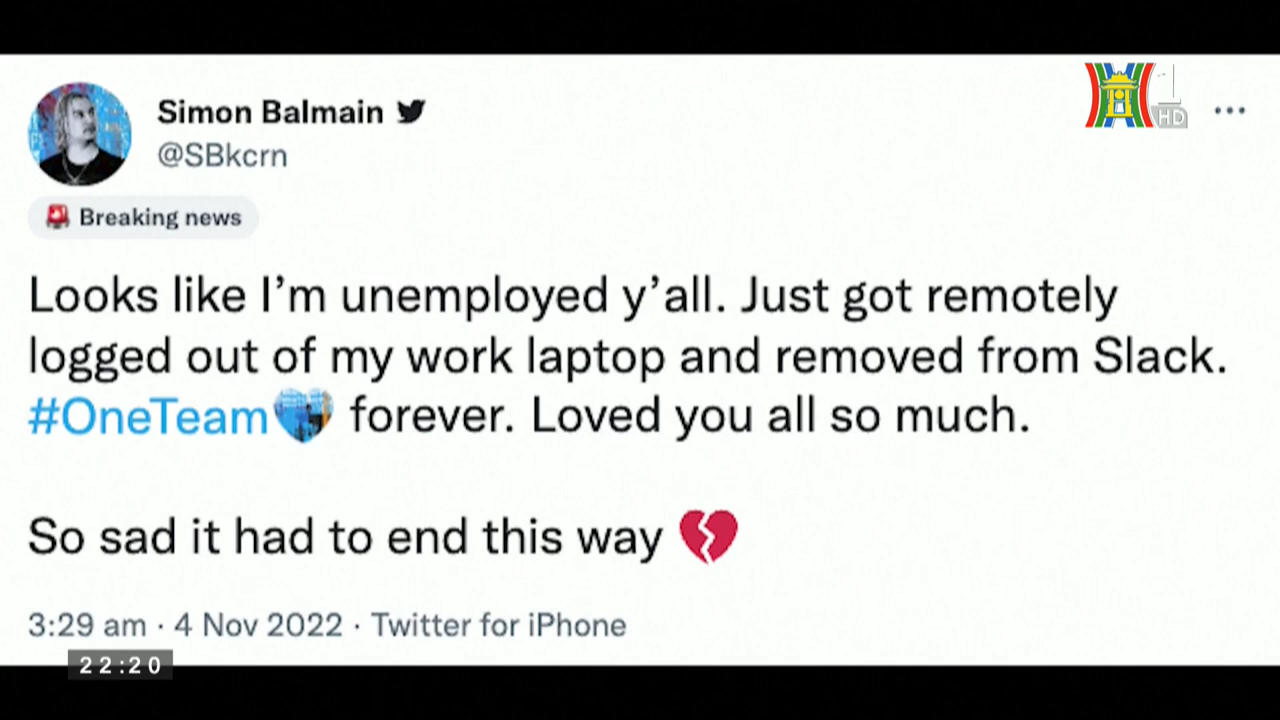 Simon Balmain
@SBkcrn
Breaking news
Looks like I’m unemployed y’all. Just got remotely
logged out of my work laptop and removed from Slack.
#OneTeam forever. Loved you all so much.
So sad it had to end this way
3:29 am · 4 Nov 2022 · Twitter for iPhone
1
HD
22:20